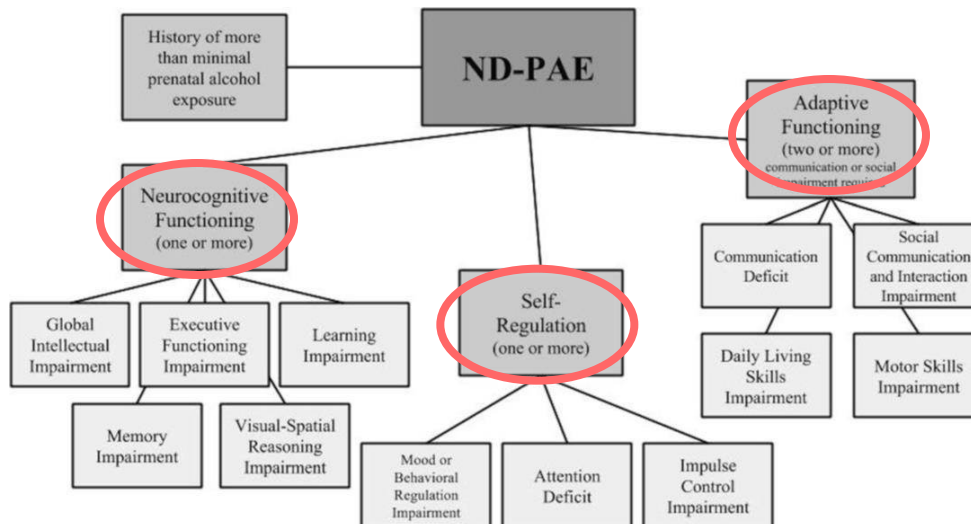 History of more
than minimal
prenatal alcohol
exposure
ND-PAE
Adaptive
Functioning
(two or more)
communication or social
impairment required
Neurocognitive
Functioning
(one or more)
Self-
Regulation
(one or more)
Communication
Deficit
Social
Communication
and Interaction
Impairment
Daily Living
Skills
Impairment
Motor Skills
Impairment
Global
Intellectual
Impairment
Executive
Functioning
Impairment
Learning
Impairment
Memory
Impairment
Visual-Spatial
Reasoning
Impairment
Mood or
Behavioral
Regulation
Impairment
Attention
Deficit
Impulse
Control
Impairment